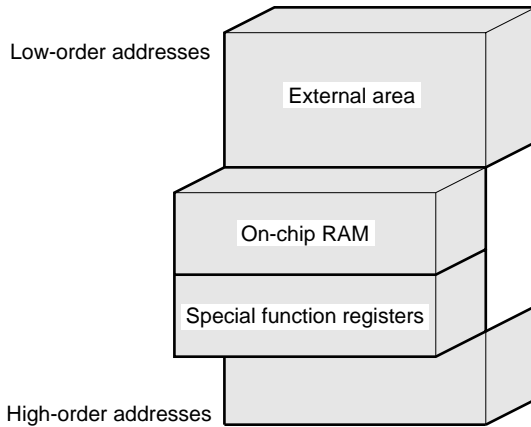 Low-order addresses
External area
On-chip RAM
Special function registers
High-order addresses